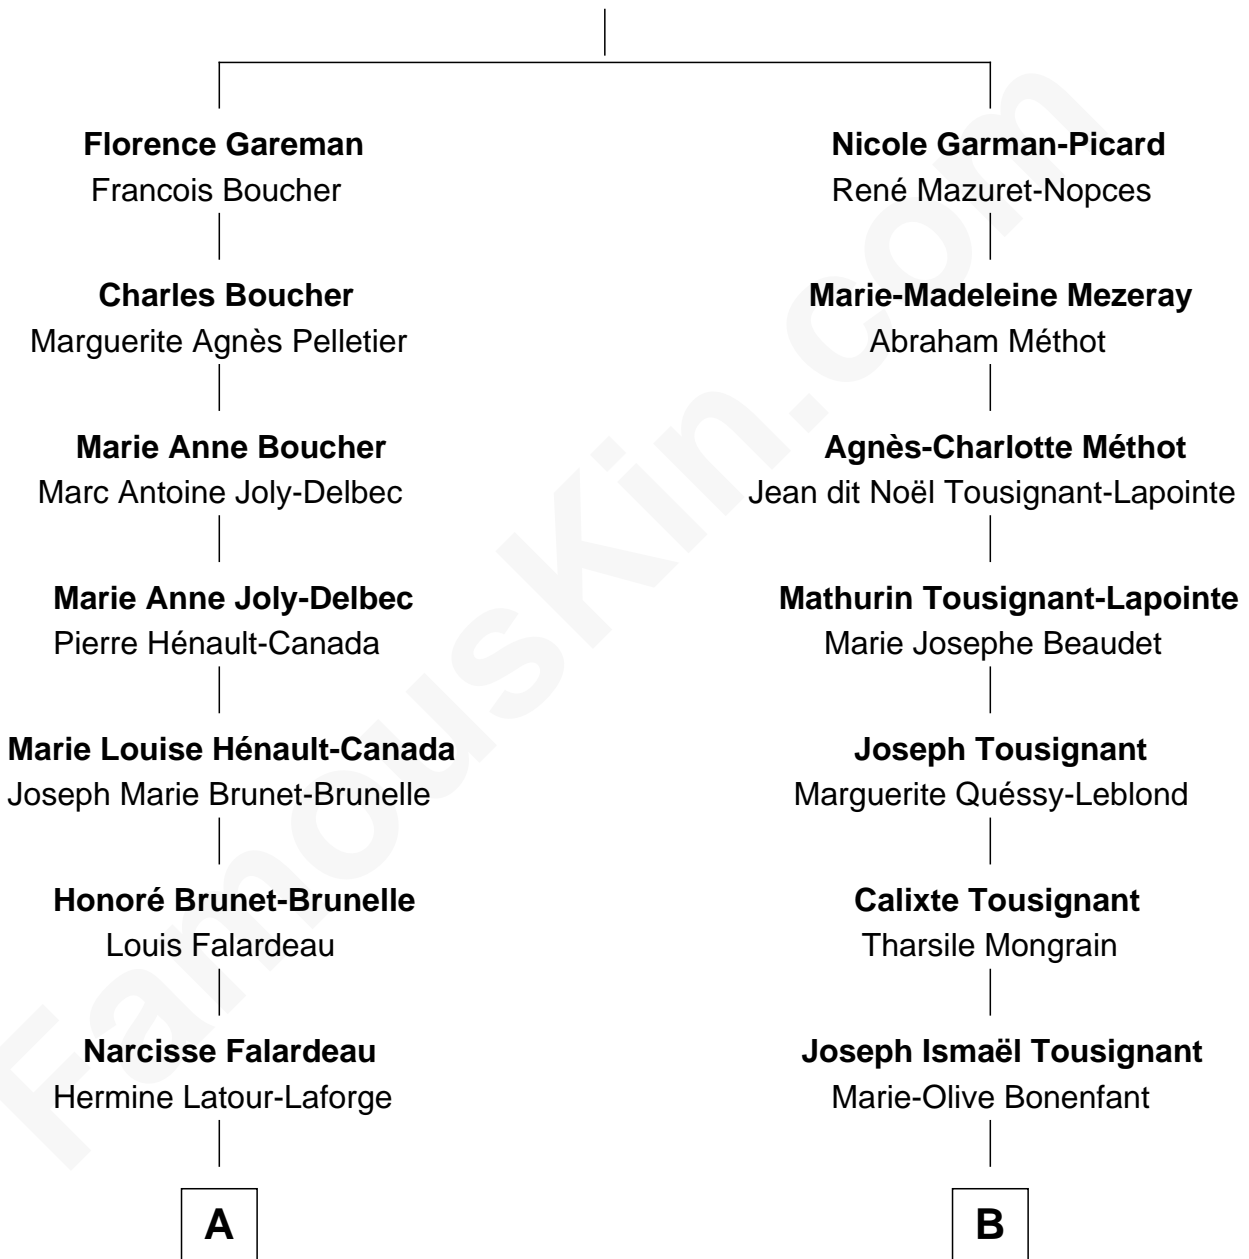 Florence Gareman
Francois Boucher
Nicole Garman-Picard
René Mazuret-Nopces
Charles Boucher
Marguerite Agnès Pelletier
Marie-Madeleine Mezeray
Abraham Méthot
Marie Anne Boucher
Marc Antoine Joly-Delbec
Agnès-Charlotte Méthot
Jean dit Noël Tousignant-Lapointe
Marie Anne Joly-Delbec
Pierre Hénault-Canada
Mathurin Tousignant-Lapointe
Marie Josephe Beaudet
Marie Louise Hénault-Canada
Joseph Marie Brunet-Brunelle
Joseph Tousignant
Marguerite Quéssy-Leblond
Honoré Brunet-Brunelle
Louis Falardeau
Calixte Tousignant
Tharsile Mongrain
Narcisse Falardeau
Hermine Latour-Laforge
Joseph Ismaël Tousignant
Marie-Olive Bonenfant
A
B
FamousKin.com